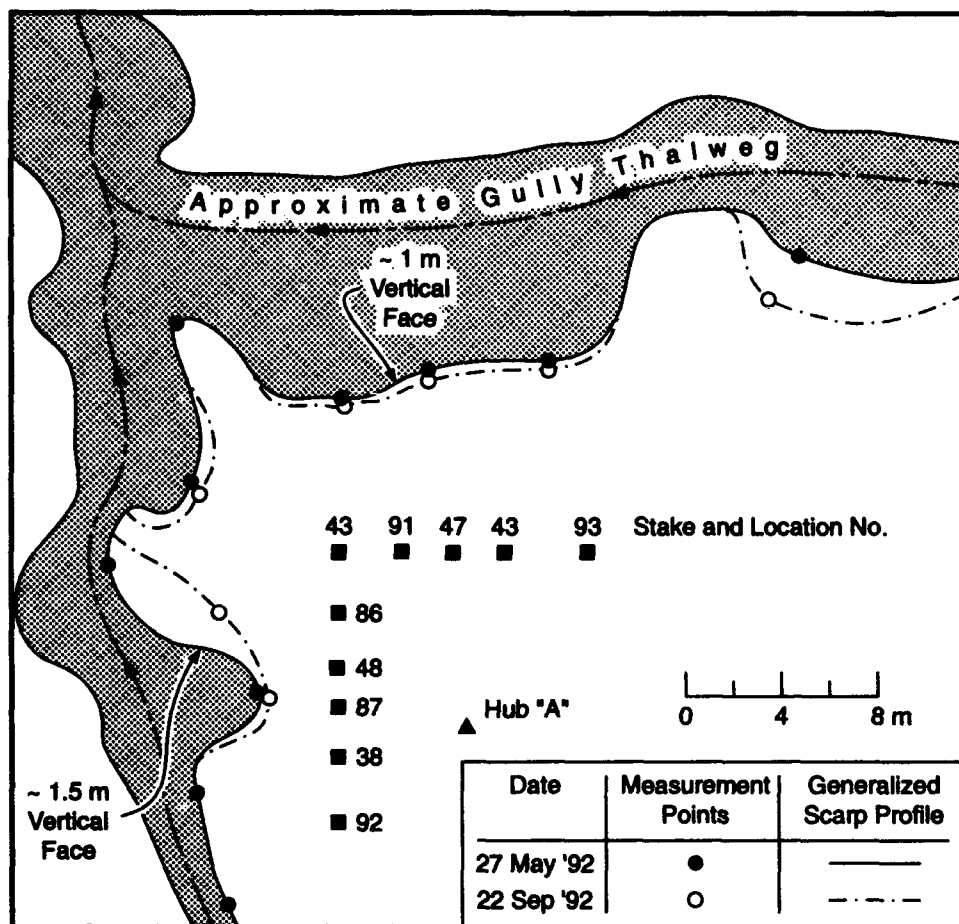 Approximate Gully Thalweg
~ 1 m
Vertical
Face
43 91 47 43 93 Stake and Location No.
86
48
87
38
92
Hub "A"
0 4 8 m
~ 1.5 m
Vertical
Face
Date Measurement Points Generalized Scarp Profile
27 May '92
22 Sep '92